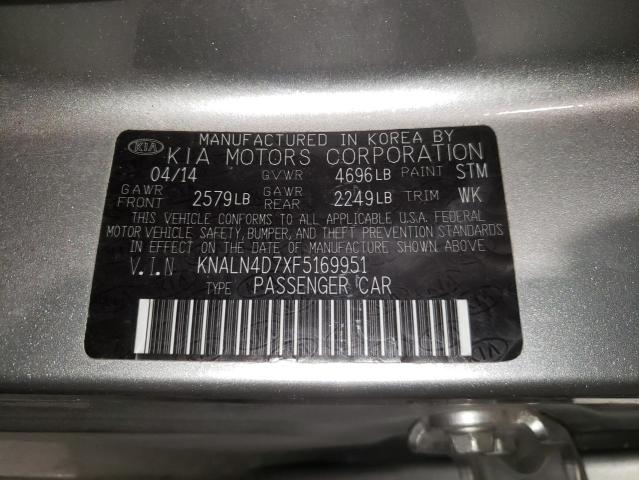 MANUFACTURED IN KOREA BY
KIA KIA MOTORS CORPORATION
04/14 GVWR 4696LB PAINT STM
GAWR FRONT 2579LB GAWR REAR 2249LB TRIM WK
THIS VEHICLE CONFORMS TO ALL APPLICABLE U.S.A. FEDERAL
MOTOR VEHICLE SAFETY, BUMPER, AND THEFT PREVENTION STANDARDS
IN EFFECT ON THE DATE OF MANUFACTURE SHOWN ABOVE.
V.I.N KNALN4D7XF5169951
TYPE PASSENGER CAR